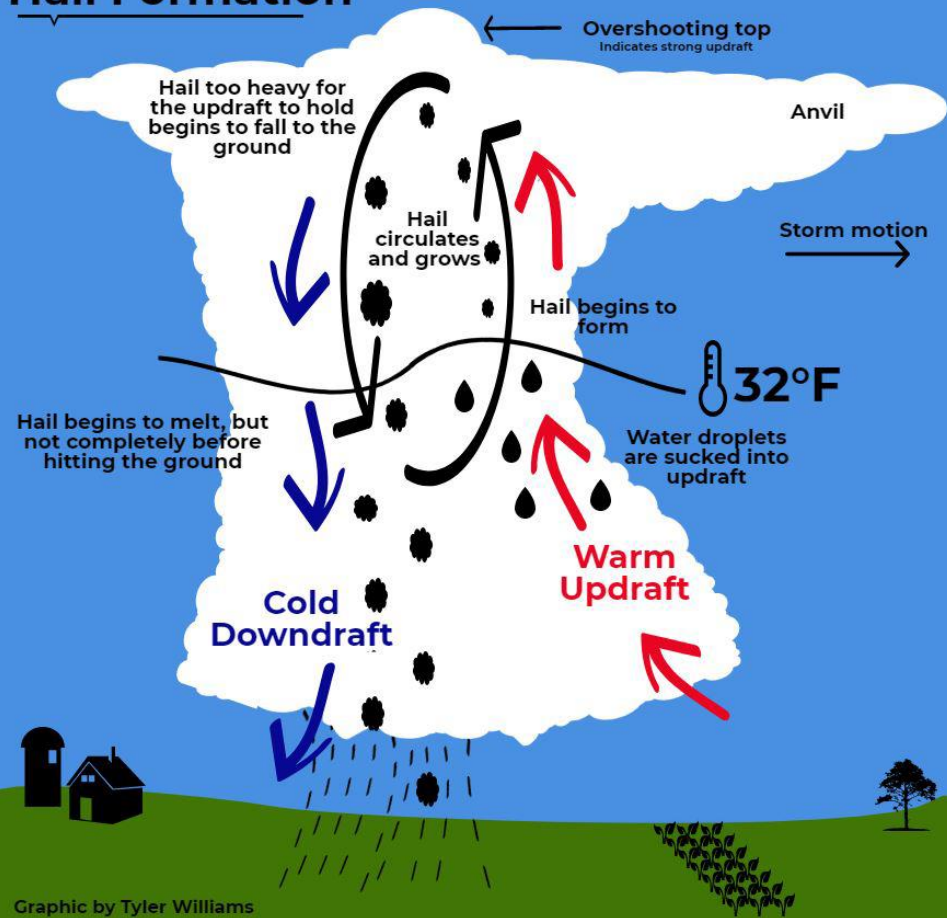 Hail Formation
Overshooting top
Indicates strong updraft
Hail too heavy for
the updraft to hold
begins to fall to the
ground
Anvil
Hail
circulates
and grows
Storm motion
Hail begins to
form
32°F
Hail begins to melt, but
not completely before
hitting the ground
Water droplets
are sucked into
updraft
Warm
Updraft
Cold
Downdraft
Graphic by Tyler Williams